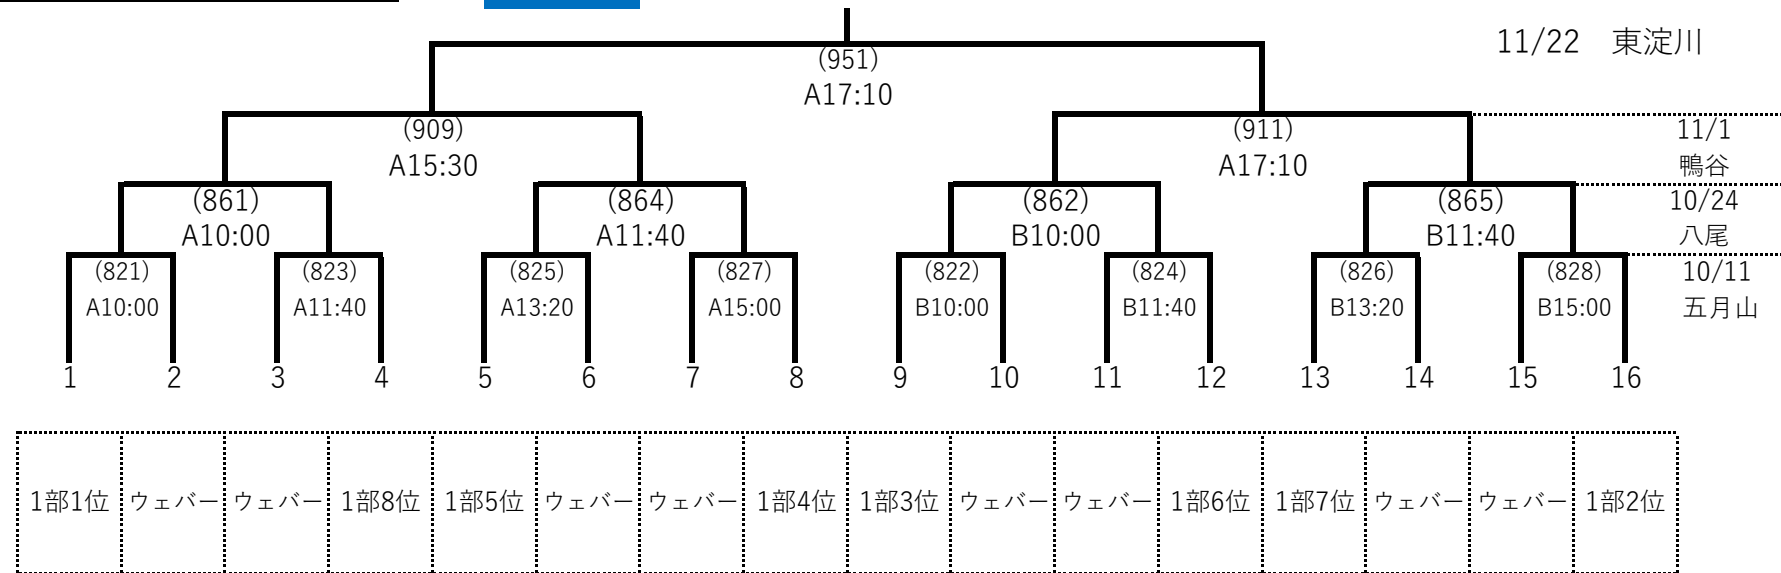 11/22 東淀川
(951)
A17:10
(909) (911) 11/1
A15:30 A17:10 鴨谷
(861) (864) (862) (865) 10/24
A10:00 A11:40 B10:00 B11:40 八尾
(821) (823) (825) (827) (822) (824) (826) (828) 10/11
A10:00 A11:40 A13:20 A15:00 B10:00 B11:40 B13:20 B15:00 五月山
1 2 3 4 5 6 7 8 9 10 11 12 13 14 15 16
1部1位 ウェバー ウェバー 1部8位 1部5位 ウェバー ウェバー 1部4位 1部3位 ウェバー ウェバー 1部6位 1部7位 ウェバー ウェバー 1部2位